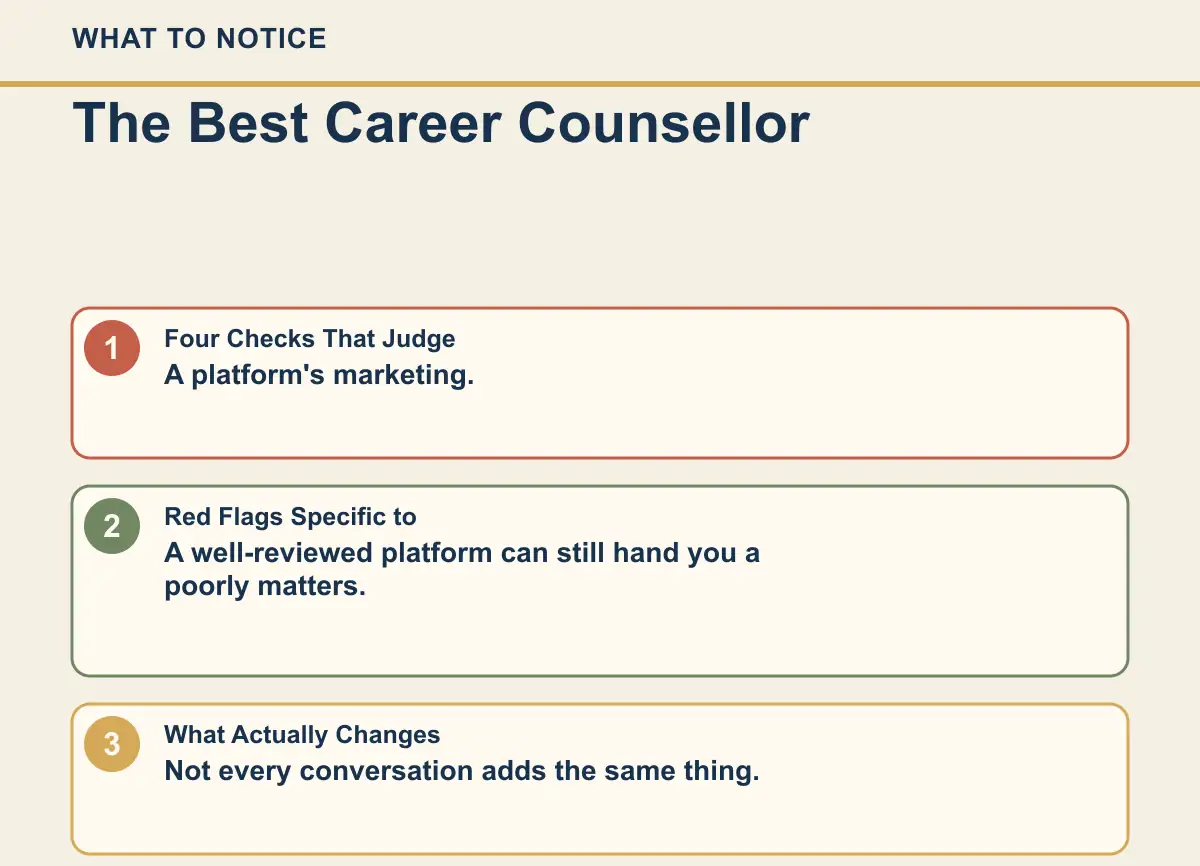 WHAT TO NOTICE
The Best Career Counsellor
1
Four Checks That Judge
A platform's marketing.
2
Red Flags Specific to
A well-reviewed platform can still hand you a
poorly matters.
3
What Actually Changes
Not every conversation adds the same thing.